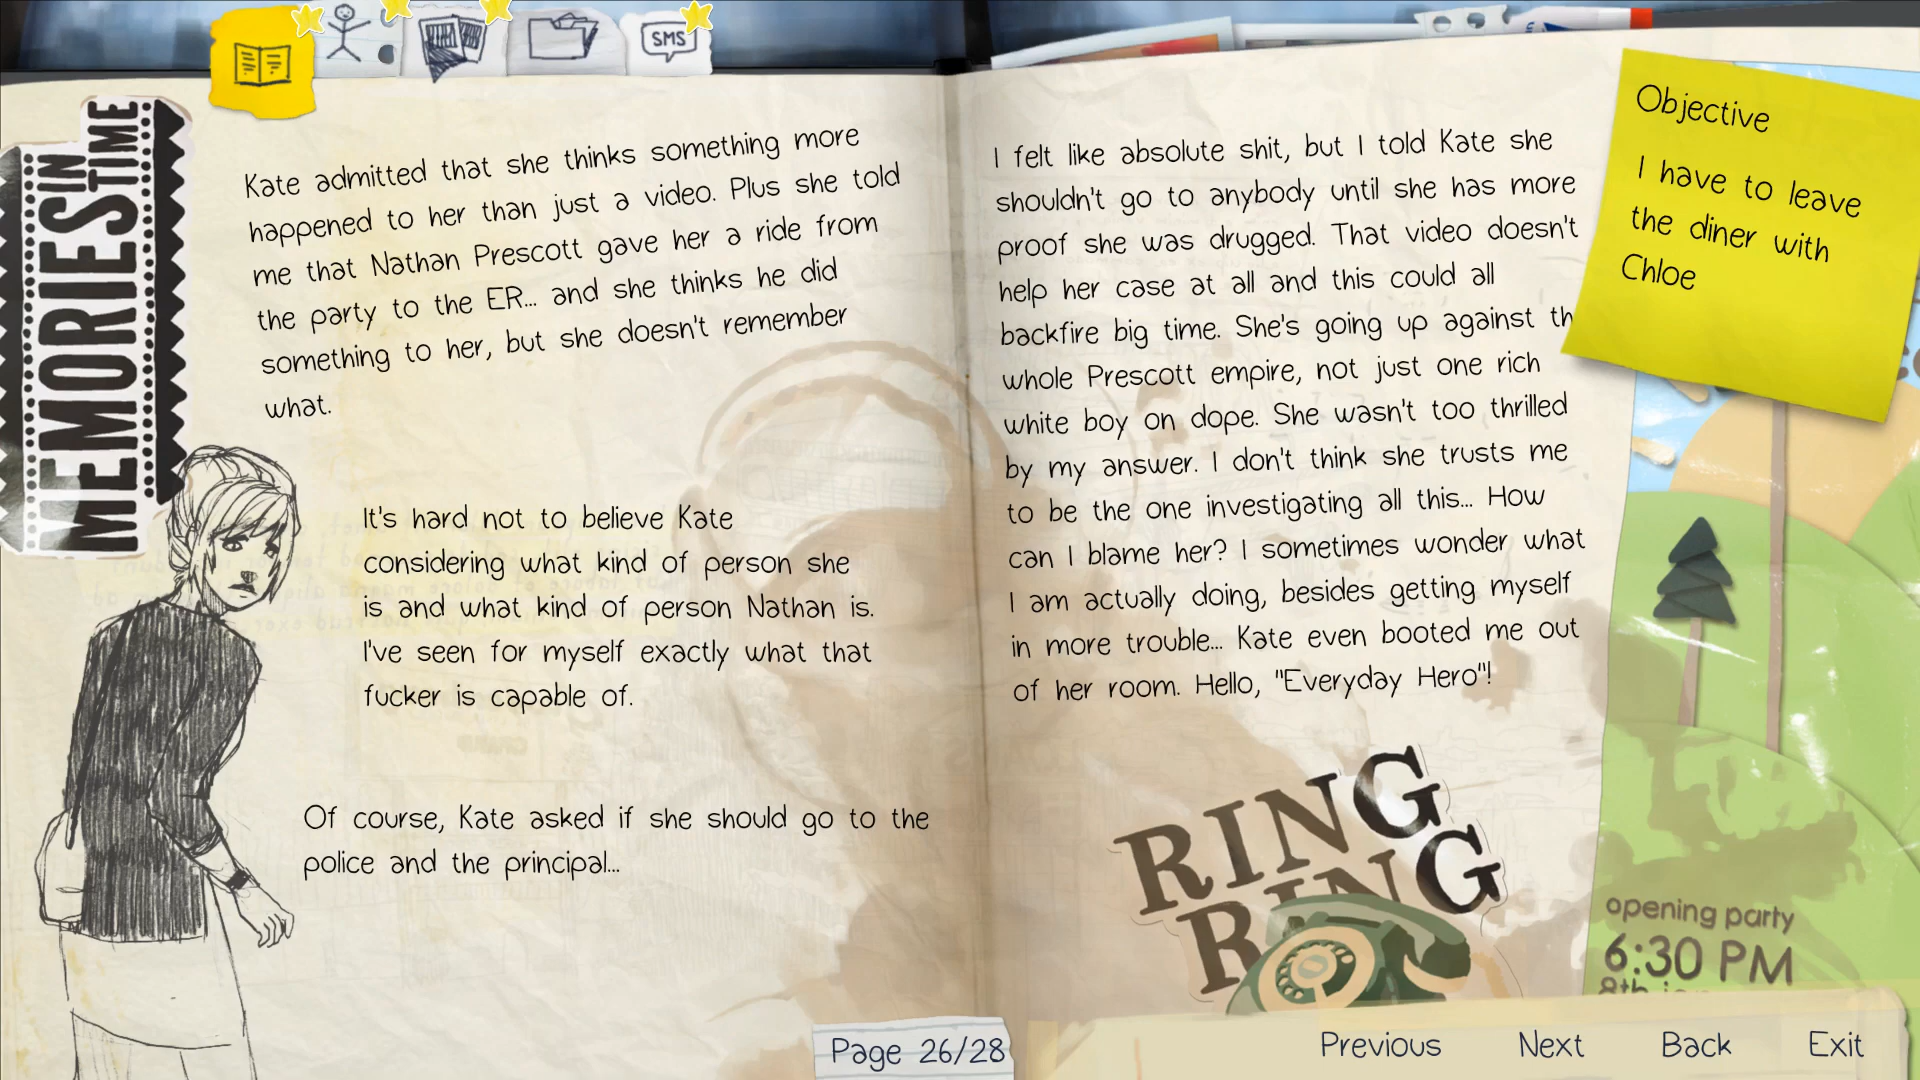 SMS
MEMORIES IN TIME
Kate admitted that she thinks something more
happened to her than just a video. Plus she told
me that Nathan Prescott gave her a ride from
the party to the ER... and she thinks he did
something to her, but she doesn't remember
what.
It's hard not to believe Kate
considering what kind of person she
is and what kind of person Nathan is.
I've seen for myself exactly what that
fucker is capable of.
Of course, Kate asked if she should go to the
police and the principal...
I felt like absolute shit, but I told Kate she
shouldn't go to anybody until she has more
proof she was drugged. That video doesn't
help her case at all and this could all
backfire big time. She's going up against th
whole Prescott empire, not just one rich
white boy on dope. She wasn't too thrilled
by my answer. I don't think she trusts me
to be the one investigating all this... How
can I blame her? I sometimes wonder what
I am actually doing, besides getting myself
in more trouble... Kate even booted me out
of her room. Hello, "Everyday Hero"!
RING
RING
Objective
I have to leave
the diner with
Chloe
opening party
6:30 PM
8th
Page 26/28
Previous
Next
Back
Exit